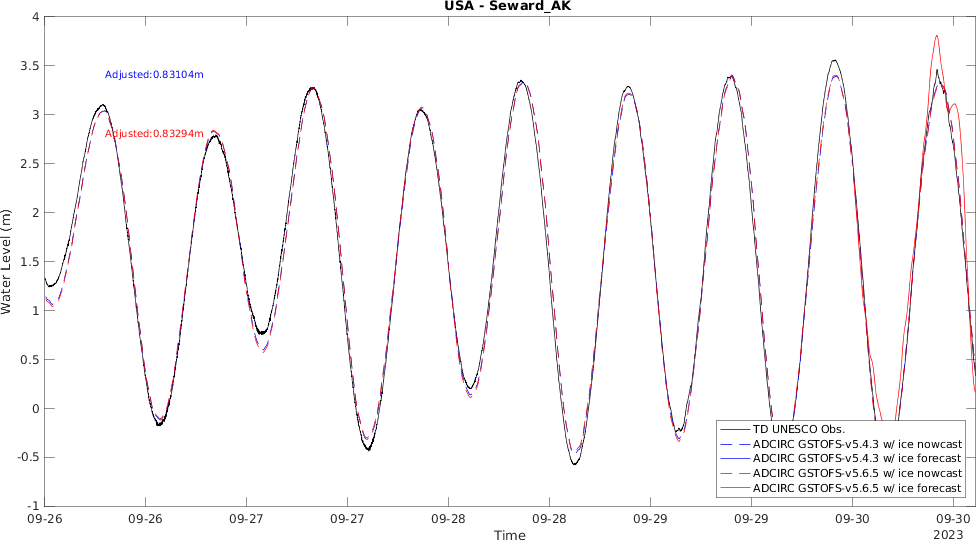 USA - Seward_AK
4
3.5
3
2.5
2
1.5
1
0.5
0
-0.5
-1
Water Level (m)
Adjusted:0.83104m
Adjusted:0.83294m
TD UNESCO Obs.
ADCIRC GSTOFS-v5.4.3 w/ ice nowcast
ADCIRC GSTOFS-v5.4.3 w/ ice forecast
ADCIRC GSTOFS-v5.6.5 w/ ice nowcast
ADCIRC GSTOFS-v5.6.5 w/ ice forecast
09-26 09-26 09-27 09-27 09-28 09-28 09-29 09-29 09-30 09-30
2023
Time